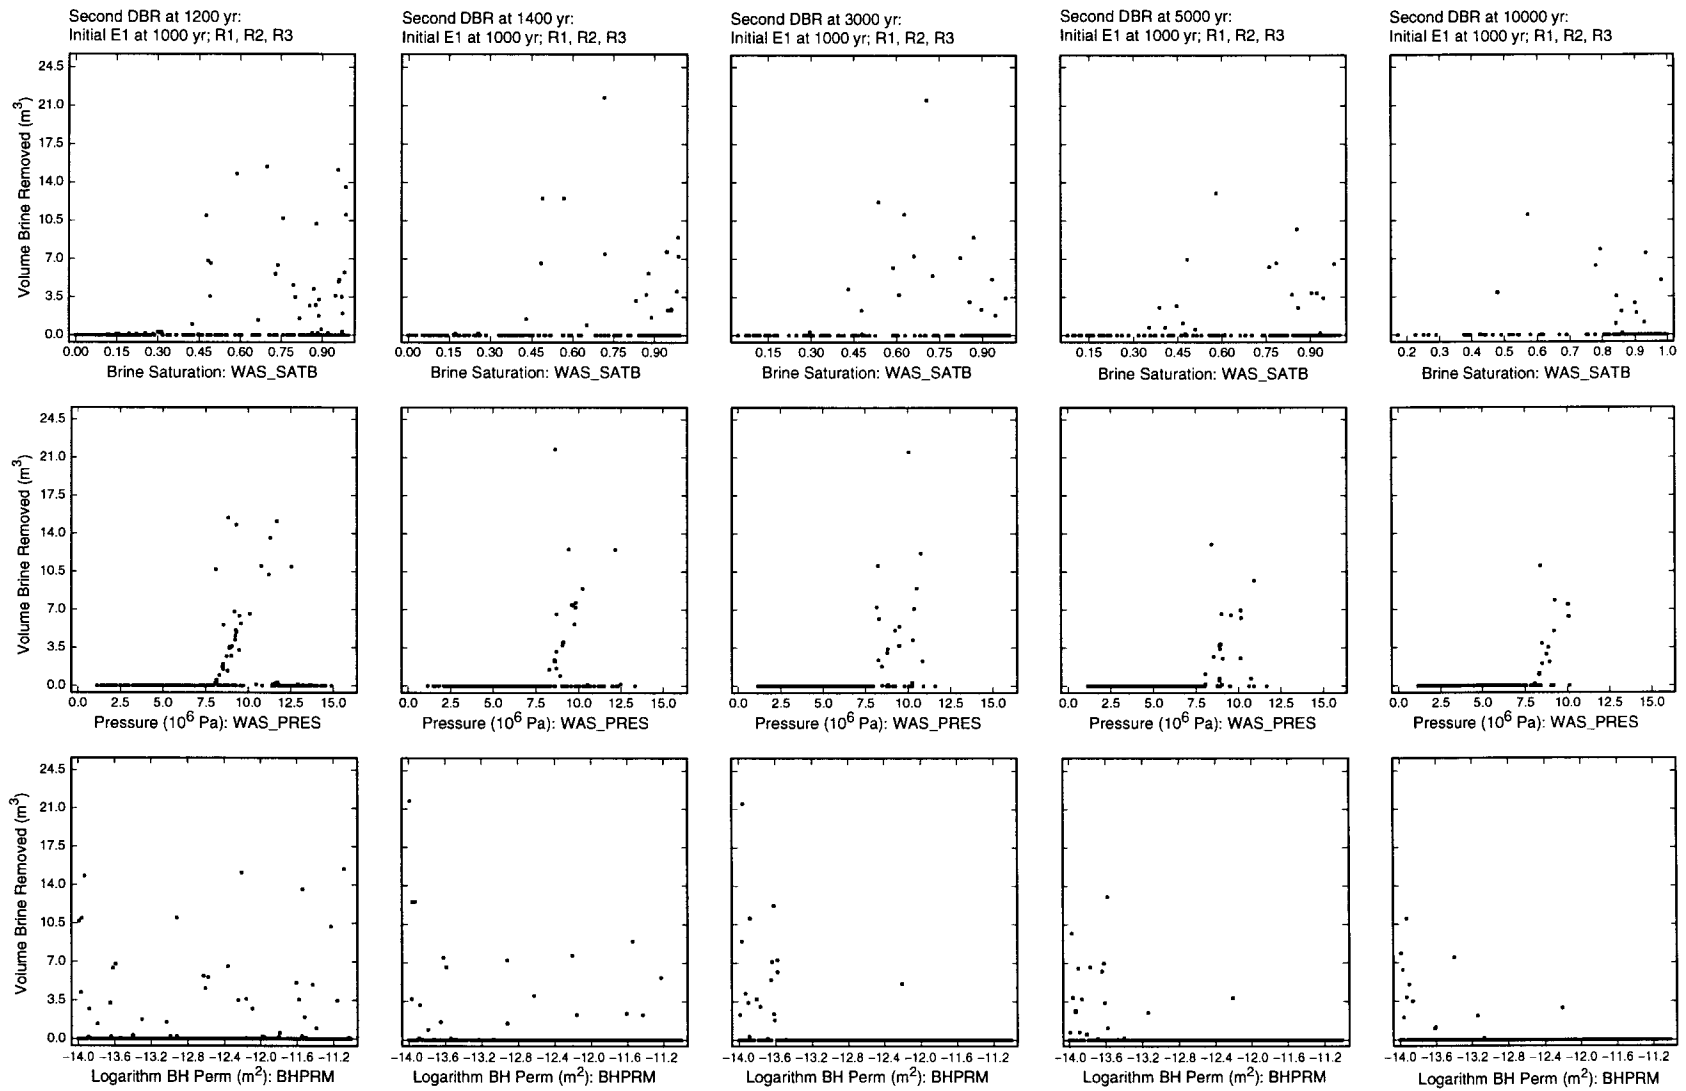 Second DBR at 1200 yr:
Initial E1 at 1000 yr; R1, R2, R3
Second DBR at 1400 yr:
Initial E1 at 1000 yr; R1, R2, R3
Second DBR at 3000 yr:
Initial E1 at 1000 yr; R1, R2, R3
Second DBR at 5000 yr:
Initial E1 at 1000 yr; R1, R2, R3
Second DBR at 10000 yr:
Initial E1 at 1000 yr; R1, R2, R3
Volume Brine Removed (m³)
24.5
21.0
17.5
14.0
10.5
7.0
3.5
0.0
0.00 0.15 0.30 0.45 0.60 0.75 0.90
Brine Saturation: WAS_SATB
0.00 0.15 0.30 0.45 0.60 0.75 0.90
Brine Saturation: WAS_SATB
0.15 0.30 0.45 0.60 0.75 0.90
Brine Saturation: WAS_SATB
0.15 0.30 0.45 0.60 0.75 0.90
Brine Saturation: WAS_SATB
0.2 0.3 0.4 0.5 0.6 0.7 0.8 0.9 1.0
Brine Saturation: WAS_SATB
Volume Brine Removed (m³)
24.5
21.0
17.5
14.0
10.5
7.0
3.5
0.0
0.0 2.5 5.0 7.5 10.0 12.5 15.0
Pressure (10⁶ Pa): WAS_PRES
0.0 2.5 5.0 7.5 10.0 12.5 15.0
Pressure (10⁶ Pa): WAS_PRES
0.0 2.5 5.0 7.5 10.0 12.5 15.0
Pressure (10⁶ Pa): WAS_PRES
0.0 2.5 5.0 7.5 10.0 12.5 15.0
Pressure (10⁶ Pa): WAS_PRES
0.0 2.5 5.0 7.5 10.0 12.5 15.0
Pressure (10⁶ Pa): WAS_PRES
Volume Brine Removed (m³)
24.5
21.0
17.5
14.0
10.5
7.0
3.5
0.0
−14.0 −13.6 −13.2 −12.8 −12.4 −12.0 −11.6 −11.2
Logarithm BH Perm (m²): BHPRM
−14.0 −13.6 −13.2 −12.8 −12.4 −12.0 −11.6 −11.2
Logarithm BH Perm (m²): BHPRM
−14.0 −13.6 −13.2 −12.8 −12.4 −12.0 −11.6 −11.2
Logarithm BH Perm (m²): BHPRM
−14.0 −13.6 −13.2 −12.8 −12.4 −12.0 −11.6 −11.2
Logarithm BH Perm (m²): BHPRM
−14.0 −13.6 −13.2 −12.8 −12.4 −12.0 −11.6 −11.2
Logarithm BH Perm (m²): BHPRM